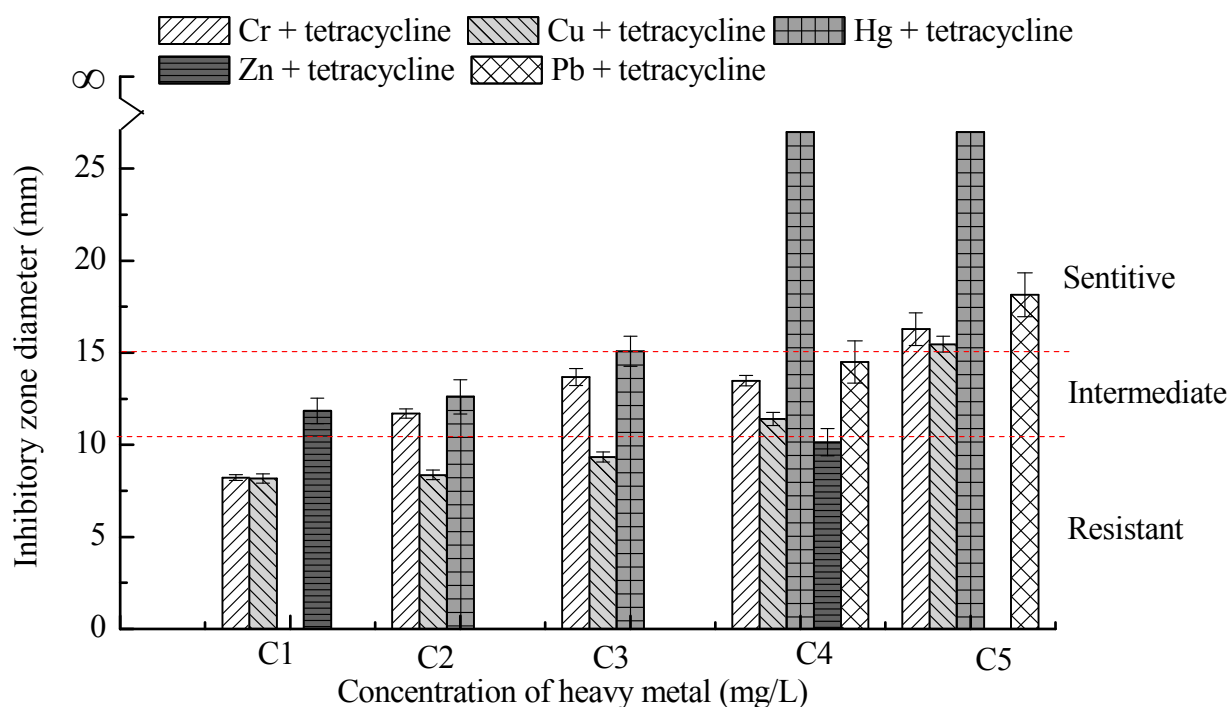 Cr + tetracycline Cu + tetracycline Hg + tetracycline
Zn + tetracycline Pb + tetracycline
∞
25
20
15
10
5
0
Inhibitory zone diameter (mm)
Sentitive
Intermediate
Resistant
C1 C2 C3 C4 C5
Concentration of heavy metal (mg/L)